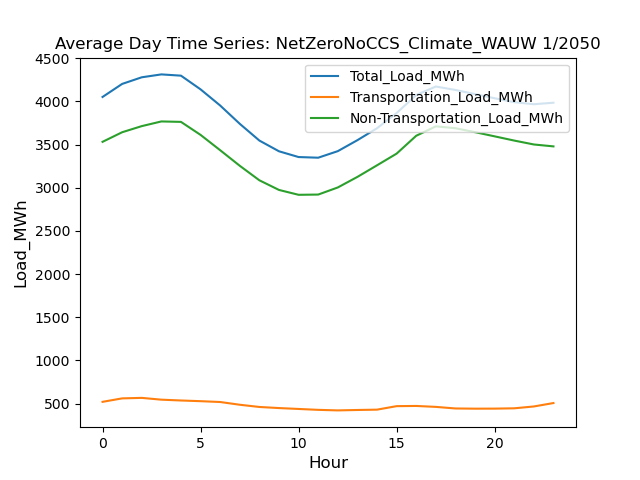 Average Day Time Series: NetZeroNoCCS_Climate_WAUW 1/2050
Total_Load_MWh
Transportation_Load_MWh
Non-Transportation_Load_MWh
Load_MWh
4500
4000
3500
3000
2500
2000
1500
1000
500
0 5 10 15 20
Hour